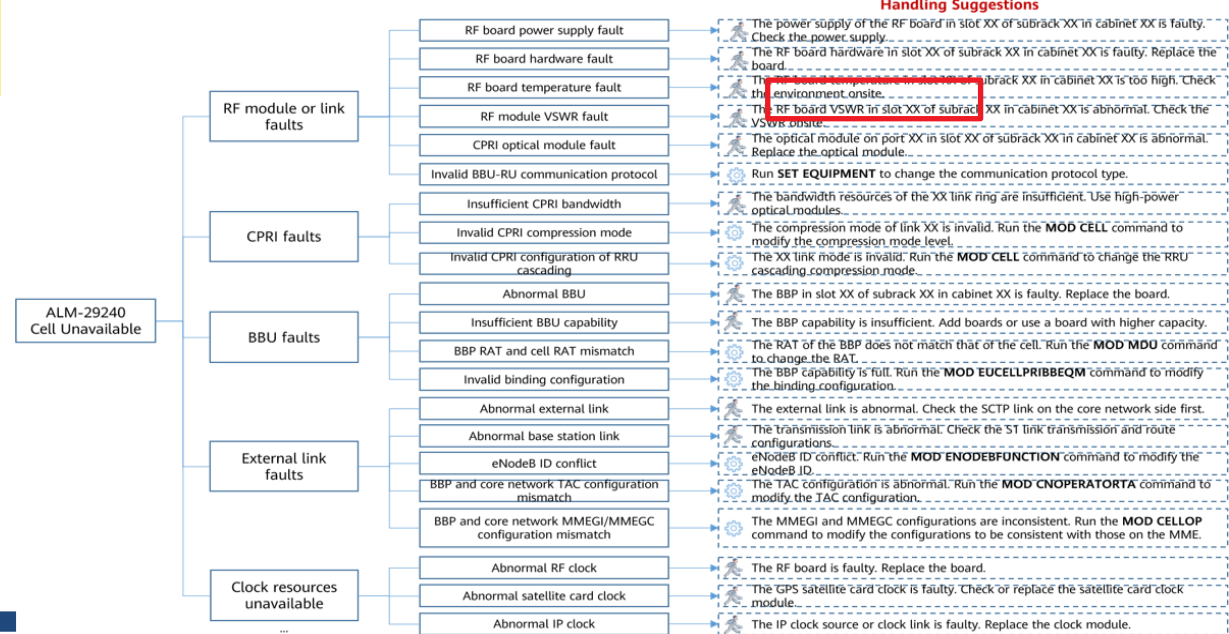 Handling Suggestions
ALM-29240
Cell Unavailable
RF module or link
faults
RF board power supply fault
The power supply of the RF board in slot XX of subrack XX in cabinet XX is faulty.
Check the power supply.
RF board hardware fault
The RF board hardware in slot XX of subrack XX in cabinet XX is faulty. Replace the
board.
RF board temperature fault
The RF board temperature in slot XX of subrack XX in cabinet XX is too high. Check
the environment onsite.
RF module VSWR fault
The RF board VSWR in slot XX of subrack XX in cabinet XX is abnormal. Check the
VSWR onsite.
CPRI optical module fault
The optical module on port XX in slot XX of subrack XX in cabinet XX is abnormal.
Replace the optical module.
Invalid BBU-RU communication protocol
Run SET EQUIPMENT to change the communication protocol type.
CPRI faults
Insufficient CPRI bandwidth
The bandwidth resources of the XX link ring are insufficient. Use high-power
optical modules.
Invalid CPRI compression mode
The compression mode of link XX is invalid. Run the MOD CELL command to
modify the compression mode level.
Invalid CPRI configuration of RRU
cascading
The XX link mode is invalid. Run the MOD CELL command to change the RRU
cascading compression mode.
BBU faults
Abnormal BBU
The BBP in slot XX of subrack XX in cabinet XX is faulty. Replace the board.
Insufficient BBU capability
The BBP capability is insufficient. Add boards or use a board with higher capacity.
BBP RAT and cell RAT mismatch
The RAT of the BBP does not match that of the cell. Run the MOD MDU command
to change the RAT.
Invalid binding configuration
The BBP capability is full. Run the MOD EUCELLPRIBBEQM command to modify
the binding configuration.
External link
faults
Abnormal external link
The external link is abnormal. Check the SCTP link on the core network side first.
Abnormal base station link
The transmission link is abnormal. Check the S1 link transmission and route
configurations.
eNodeB ID conflict
eNodeB ID conflict. Run the MOD ENODEBFUNCTION command to modify the
eNodeB ID.
BBP and core network TAC configuration
mismatch
The TAC configuration is abnormal. Run the MOD CNOPERATORTA command to
modify the TAC configuration.
BBP and core network MMEGI/MMEGC
configuration mismatch
The MMEGI and MMEGC configurations are inconsistent. Run the MOD CELLOP
command to modify the configurations to be consistent with those on the MME.
Clock resources
unavailable
...
Abnormal RF clock
The RF board is faulty. Replace the board.
Abnormal satellite card clock
The GPS satellite card clock is faulty. Check or replace the satellite card clock
module.
Abnormal IP clock
The IP clock source or clock link is faulty. Replace the clock module.